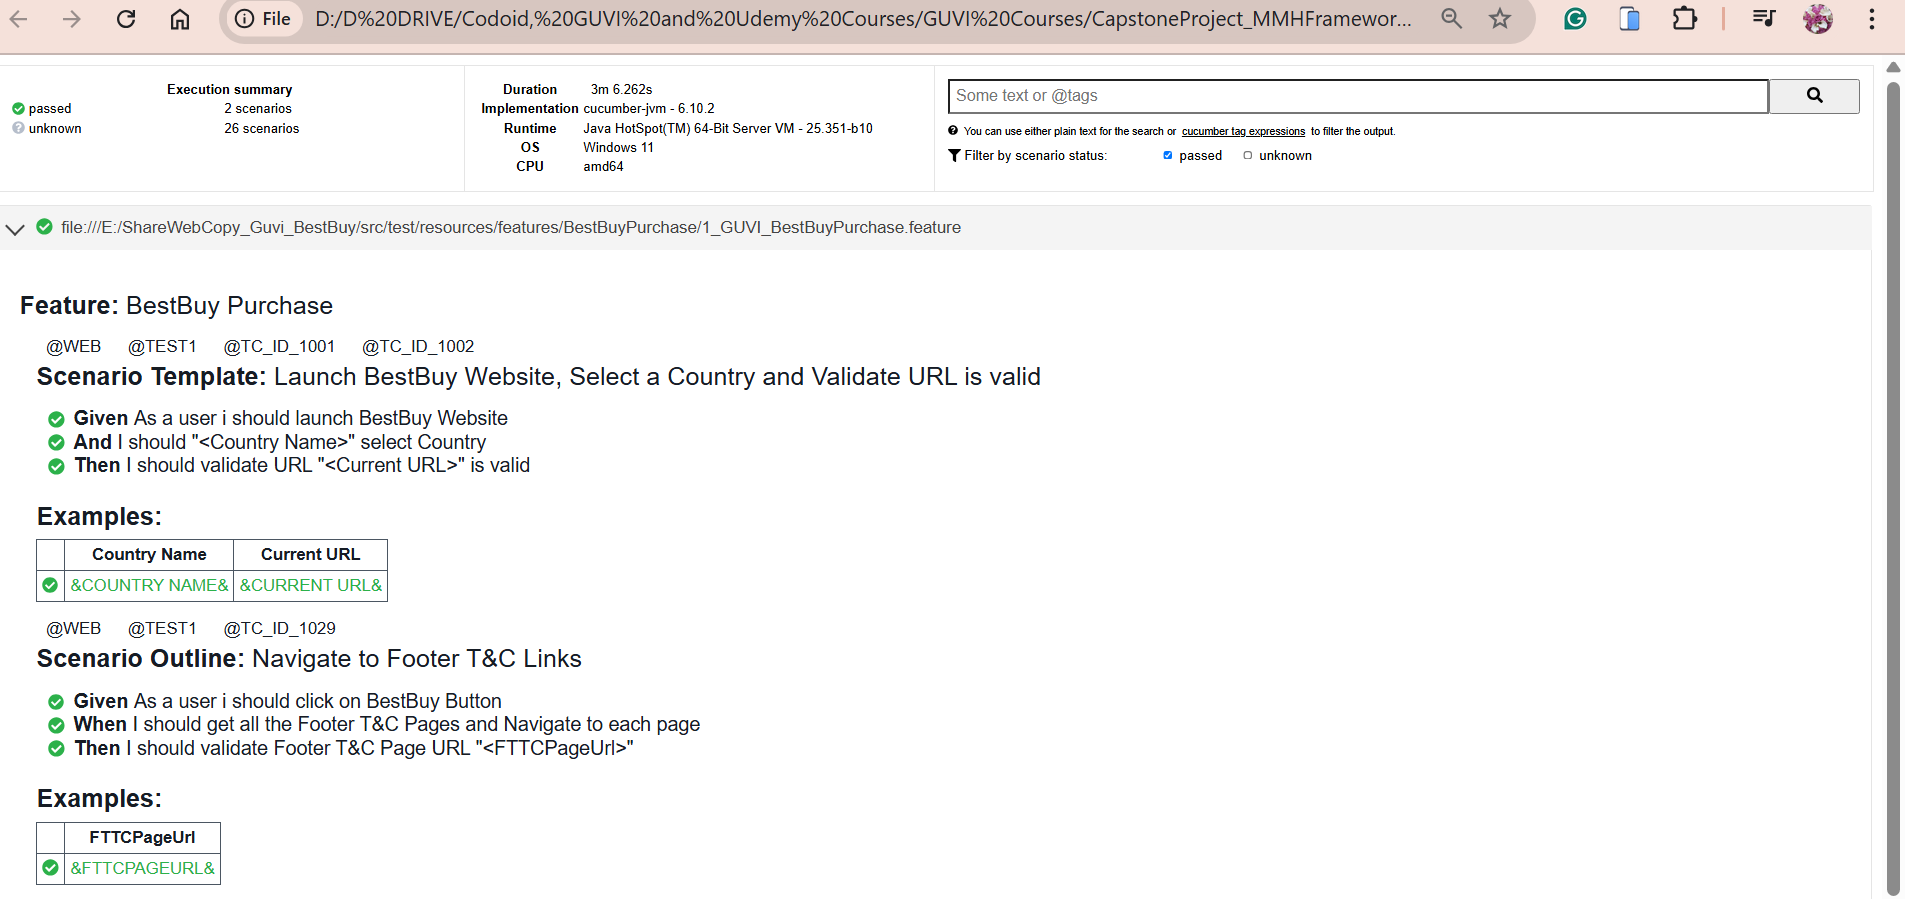 File D:/D%20DRIVE/Codoid,%20GUVI%20and%20Udemy%20Courses/GUVI%20Courses/CapstoneProject_MMHFramewor...
Execution summary
passed 2 scenarios
unknown 26 scenarios
Duration 3m 6.262s
Implementation cucumber-jvm - 6.10.2
Runtime Java HotSpot(TM) 64-Bit Server VM - 25.351-b10
OS Windows 11
CPU amd64
Some text or @tags
You can use either plain text for the search or cucumber tag expressions to filter the output.
Filter by scenario status: passed unknown
file:///E:/ShareWebCopy_Guvi_BestBuy/src/test/resources/features/BestBuyPurchase/1_GUVI_BestBuyPurchase.feature
Feature: BestBuy Purchase
@WEB @TEST1 @TC_ID_1001 @TC_ID_1002
Scenario Template: Launch BestBuy Website, Select a Country and Validate URL is valid
Given As a user i should launch BestBuy Website
And I should "<Country Name>" select Country
Then I should validate URL "<Current URL>" is valid
Examples:
Country Name Current URL
&COUNTRY NAME& &CURRENT URL&
@WEB @TEST1 @TC_ID_1029
Scenario Outline: Navigate to Footer T&C Links
Given As a user i should click on BestBuy Button
When I should get all the Footer T&C Pages and Navigate to each page
Then I should validate Footer T&C Page URL "<FTTCPageUrl>"
Examples:
FTTCPageUrl
&FTTCPAGEURL&